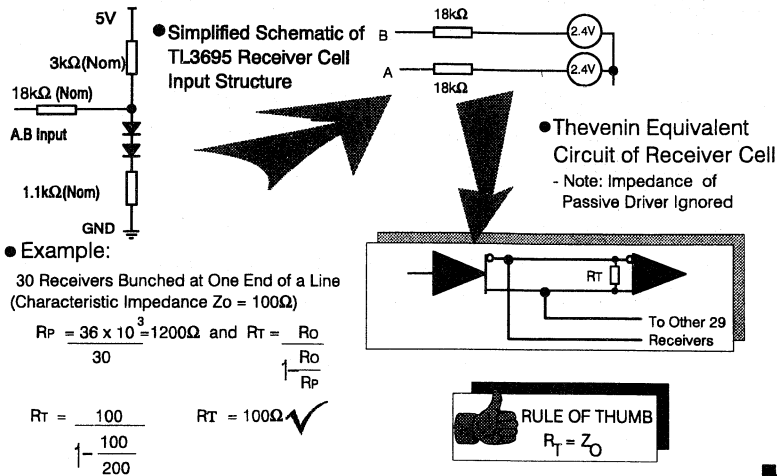 5V
3kΩ(Nom)
18kΩ (Nom)
A.B Input
1.1kΩ(Nom)
GND
● Simplified Schematic of
TL3695 Receiver Cell
Input Structure
18kΩ
B
2.4V
A
2.4V
18kΩ
● Thevenin Equivalent
Circuit of Receiver Cell
- Note: Impedance of
Passive Driver Ignored
RT
To Other 29
Receivers
● Example:
30 Receivers Bunched at One End of a Line
(Characteristic Impedance Zo = 100Ω)
RP = 36 x 10³ = 1200Ω and RT = RO
30
1- RO
RP
RT = 100
1- 100
200
RT = 100Ω ✓
RULE OF THUMB
RT = ZO